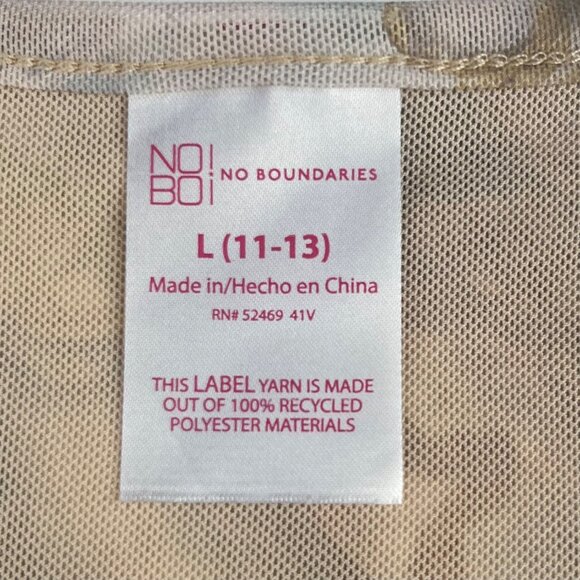 NO!
BOi
NO BOUNDARIES
L (11-13)
Made in/Hecho en China
RN# 52469 41V
THIS LABEL YARN IS MADE
OUT OF 100% RECYCLED
POLYESTER MATERIALS